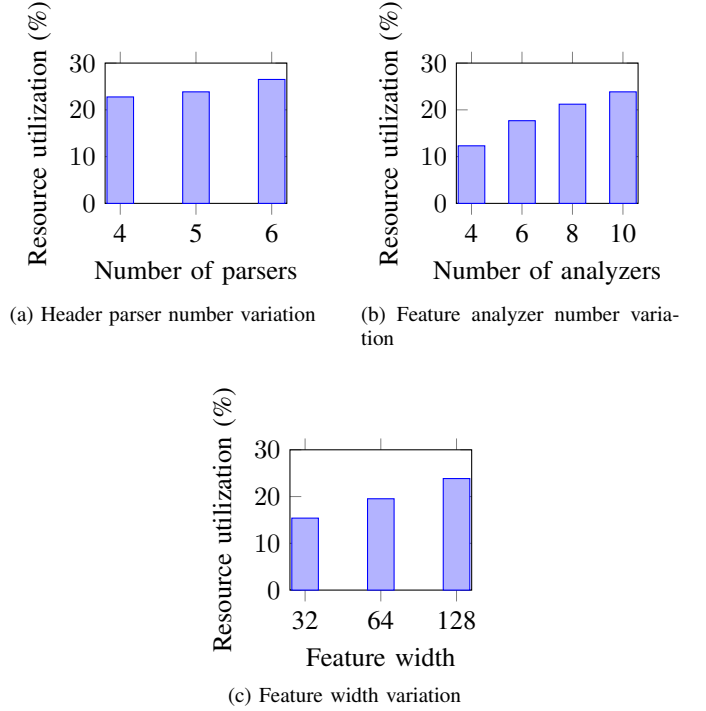 Resource utilization (%)
30
20
10
0
4 5 6
Number of parsers
(a) Header parser number variation
Resource utilization (%)
30
20
10
0
4 6 8 10
Number of analyzers
(b) Feature analyzer number varia-
tion
Resource utilization (%)
30
20
10
0
32 64 128
Feature width
(c) Feature width variation